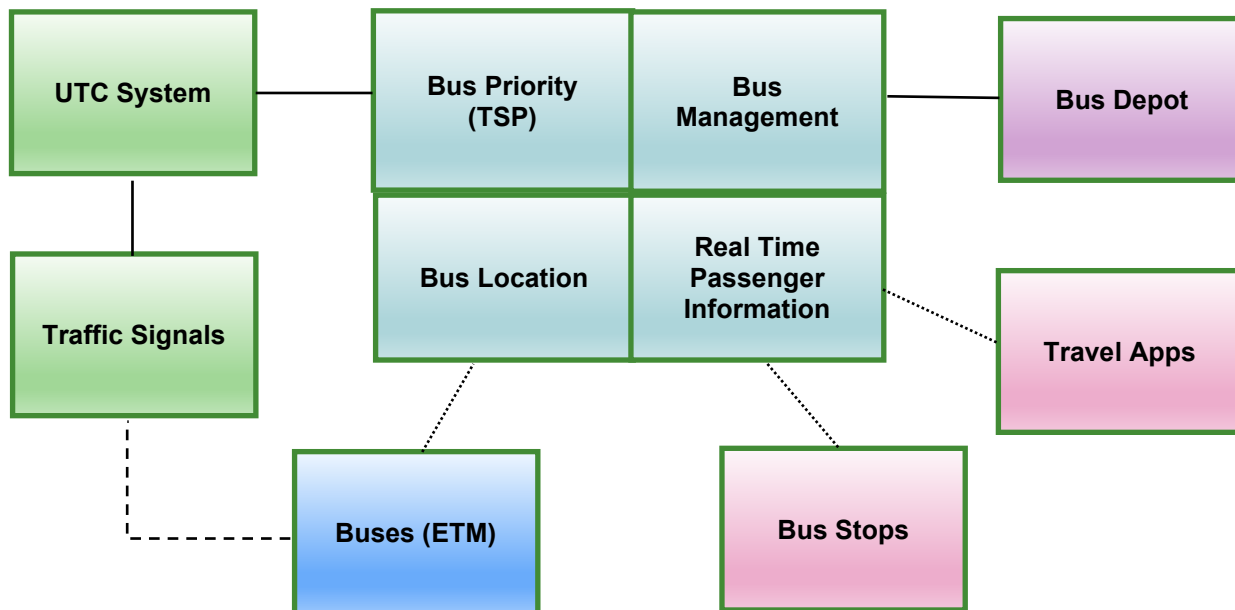 UTC System
Bus Priority
(TSP)
Bus
Management
Bus Depot
Traffic Signals
Bus Location
Real Time
Passenger
Information
Travel Apps
Buses (ETM)
Bus Stops